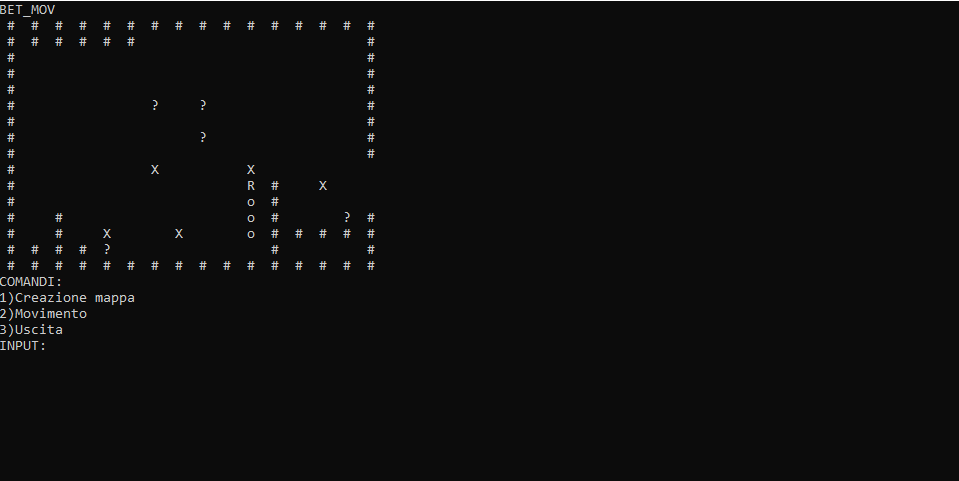 BET_MOV
 #  #  #  #  #  #  #  #  #  #  #  #  #  #  #  #
 #  #  #  #  #  #                             #
 #                                            #
 #                                            #
 #                                            #
 #                 ?     ?                    #
 #                                            #
 #                       ?                    #
 #                                            #
 #                 X           X
 #                             R  #     X
 #                             o  #
 #     #                       o  #        ?  #
 #     #     X        X        o  #  #  #  #  #
 #  #  #  #  ?                    #           #
 #  #  #  #  #  #  #  #  #  #  #  #  #  #  #  #
COMANDI:
1)Creazione mappa
2)Movimento
3)Uscita
INPUT: